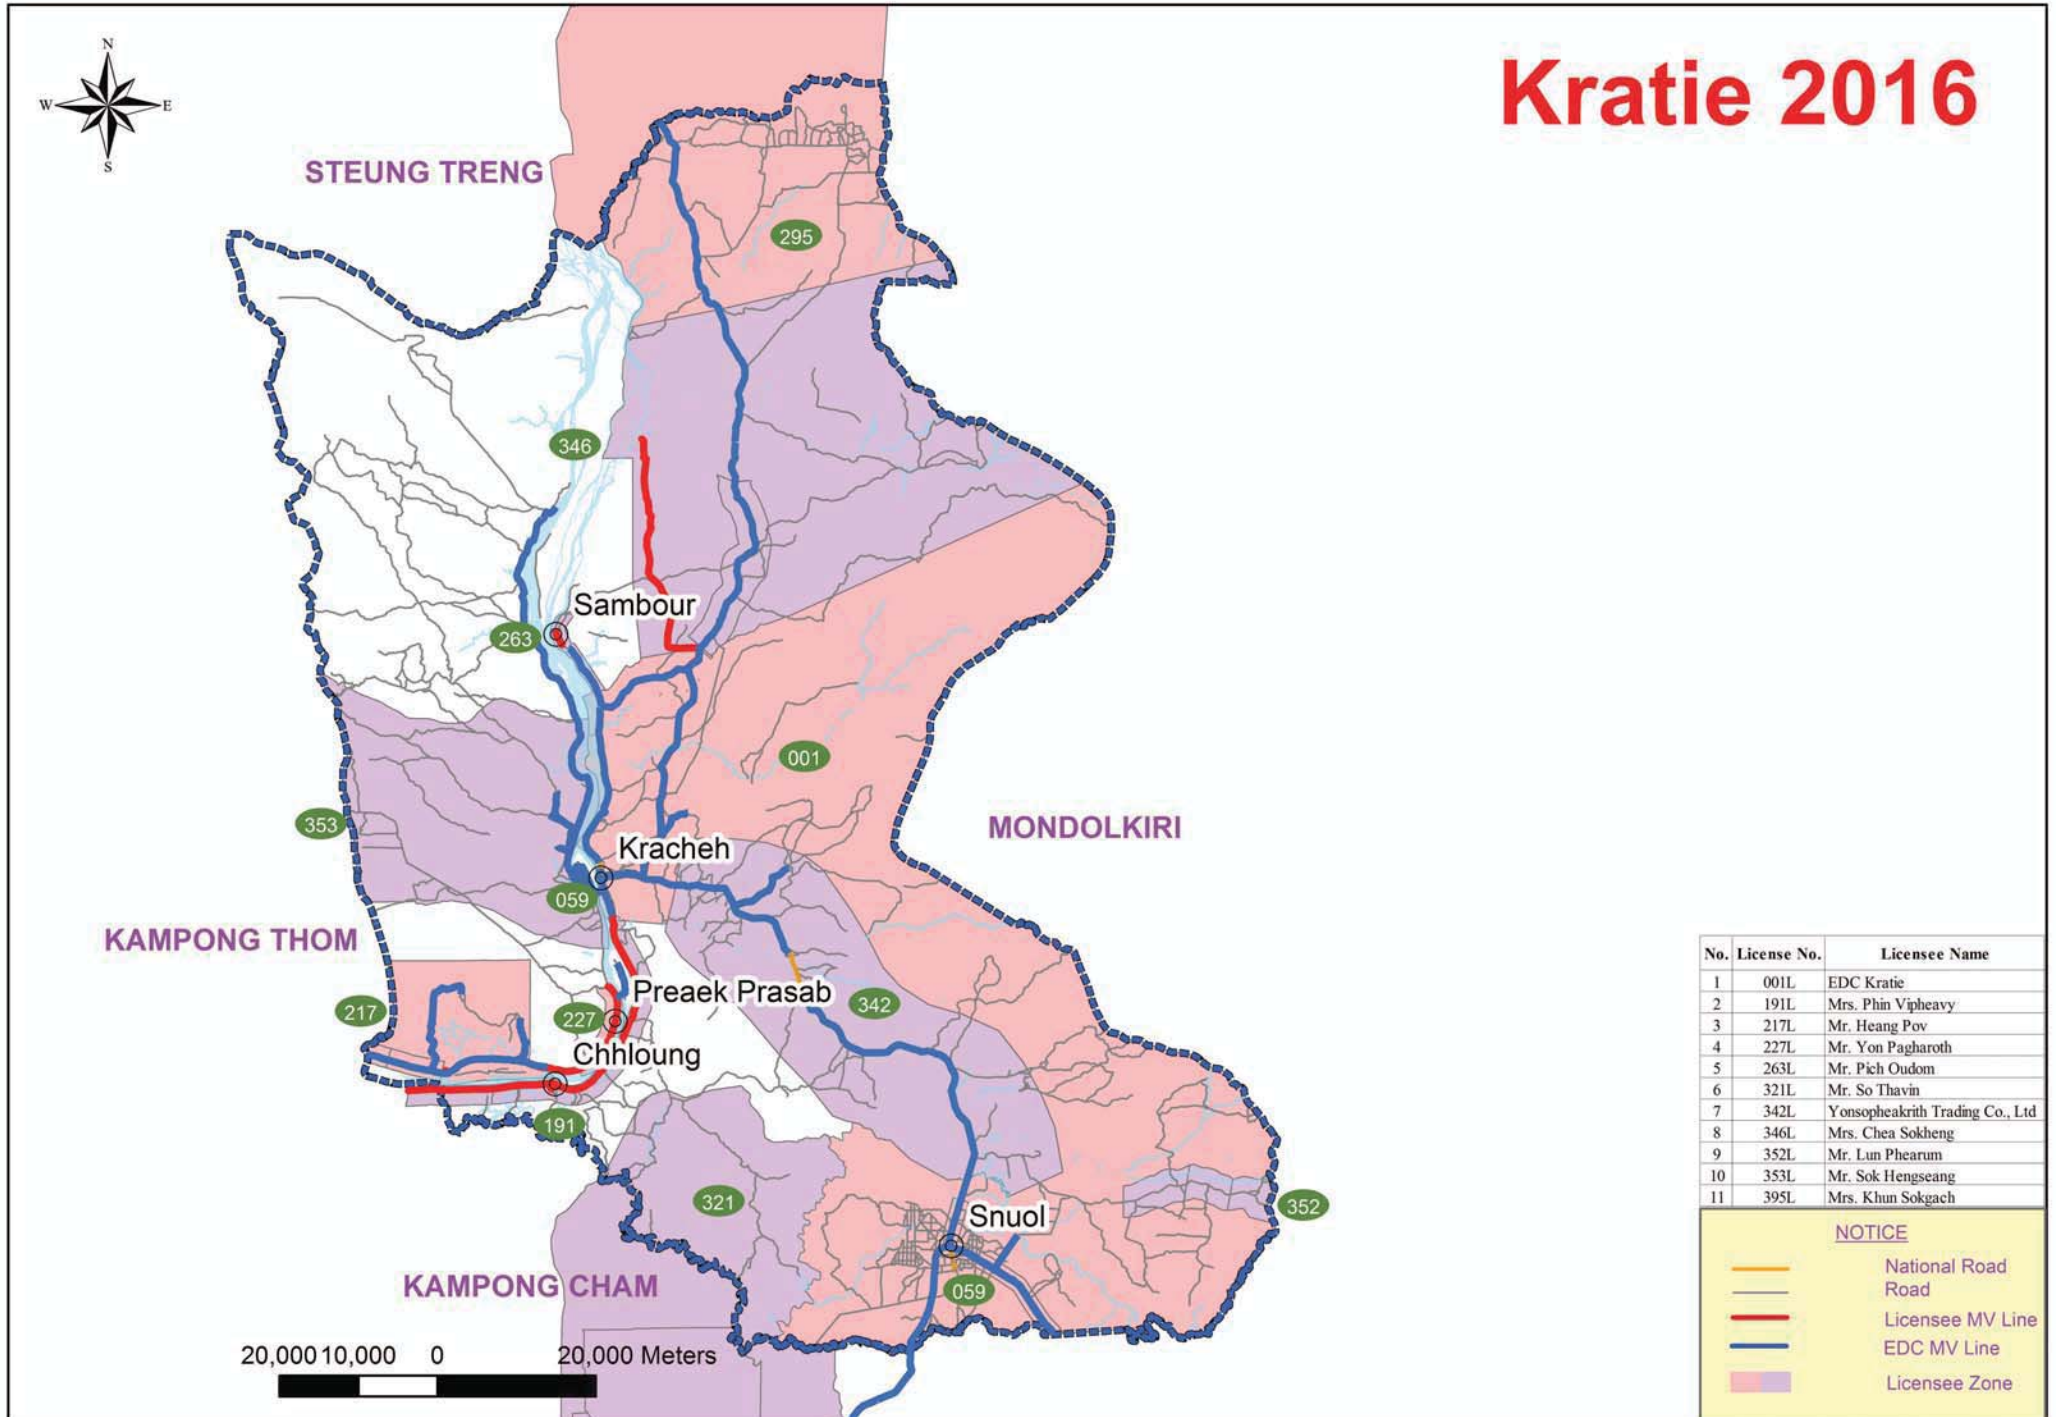 Kratie 2016
N
W E
S
STEUNG TRENG
295
346
Sambour
263
001
353
MONDOLKIRI
Kracheh
059
KAMPONG THOM
Preaek Prasab
342
217
227
Chhloung
191
321
352
Snuol
KAMPONG CHAM
059
20,000 10,000 0 20,000 Meters
No. License No. Licensee Name
1 001L EDC Kratie
2 191L Mrs. Phin Vipheavy
3 217L Mr. Heang Pov
4 227L Mr. Yon Pagharoth
5 263L Mr. Pich Oudom
6 321L Mr. So Thavin
7 342L Yonsopheakrith Trading Co., Ltd
8 346L Mrs. Chea Sokheng
9 352L Mr. Lun Phearum
10 353L Mr. Sok Hengseang
11 395L Mrs. Khun Sokgach
NOTICE
National Road
Road
Licensee MV Line
EDC MV Line
Licensee Zone